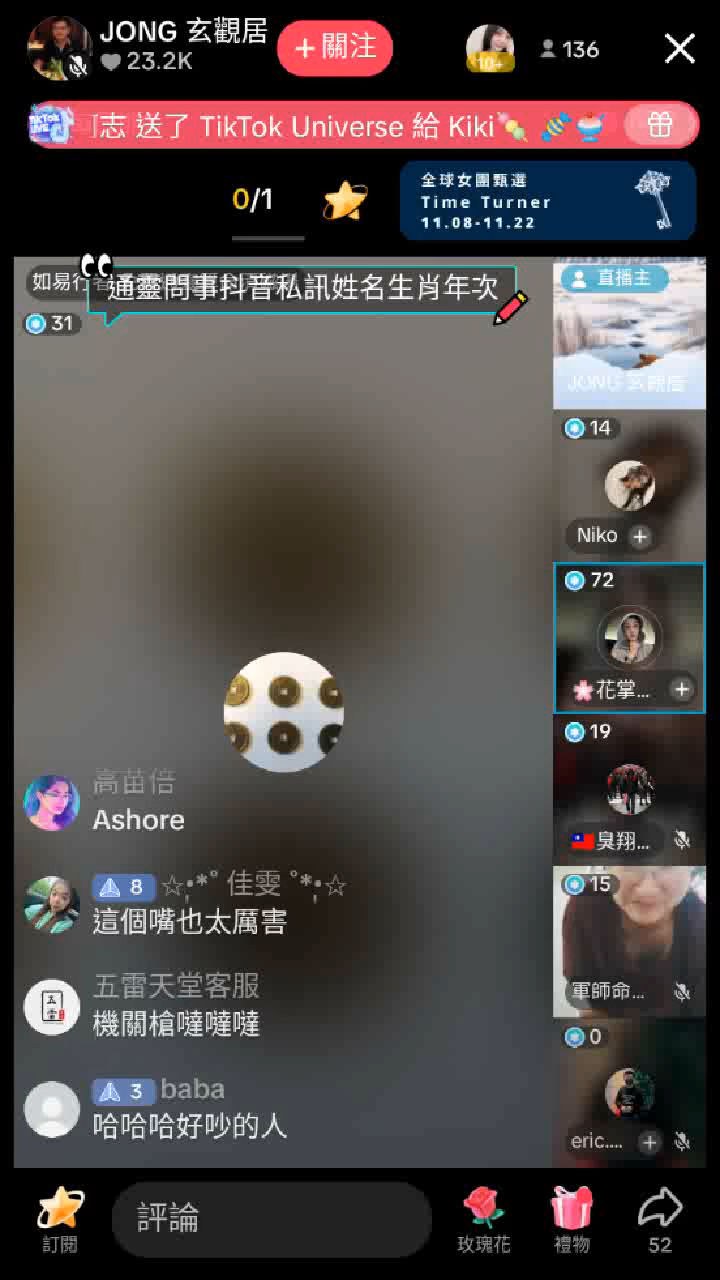 JONG 玄觀居
23.2K
+ 關注
10+
136
志 送了 TikTok Universe 給 Kiki
0/1
全球女團甄選
Time Turner
11.08-11.22
如易行者
通靈問事抖音私訊姓名生肖年次
31
直播主
JONG 玄觀居
14
Niko
72
花掌...
19
臭翔...
15
軍師命...
0
eric....
高苗倍
Ashore
8 ☆•*˚ 佳雯 ˚*•☆
這個嘴也太厲害
五雷天堂客服
機關槍噠噠噠
3 baba
哈哈哈好吵的人
訂閱
評論
玫瑰花
禮物
52